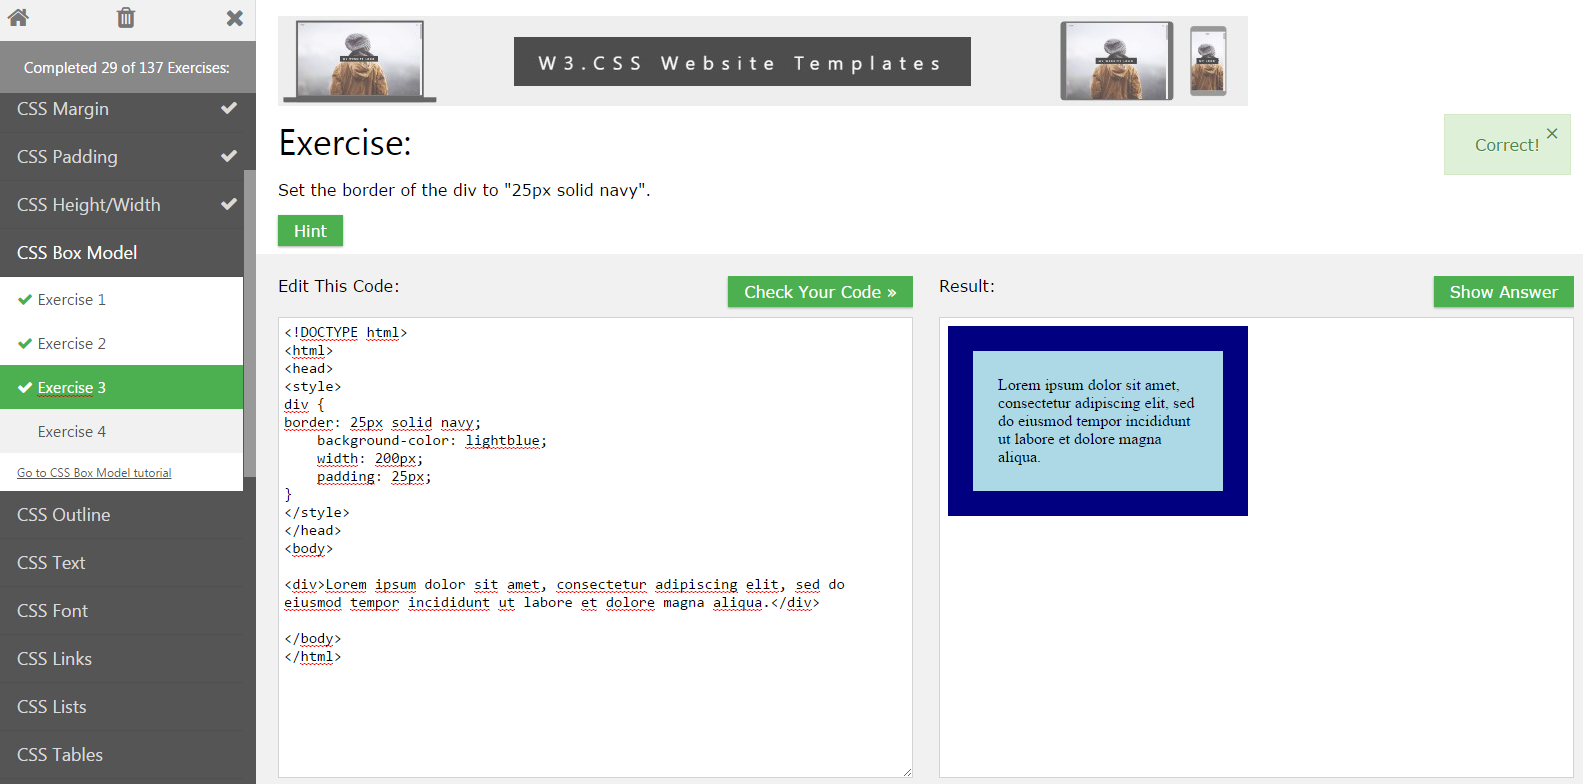 Completed 29 of 137 Exercises:
CSS Margin
CSS Padding
CSS Height/Width
CSS Box Model
Exercise 1
Exercise 2
Exercise 3
Exercise 4
Go to CSS Box Model tutorial
CSS Outline
CSS Text
CSS Font
CSS Links
CSS Lists
CSS Tables
W3.CSS Website Templates
Exercise:
Correct!
×
Set the border of the div to "25px solid navy".
Hint
Edit This Code:
Check Your Code »
<!DOCTYPE html>
<html>
<head>
<style>
div {
border: 25px solid navy;
    background-color: lightblue;
    width: 200px;
    padding: 25px;
}
</style>
</head>
<body>
<div>Lorem ipsum dolor sit amet, consectetur adipiscing elit, sed do
eiusmod tempor incididunt ut labore et dolore magna aliqua.</div>
</body>
</html>
Result:
Show Answer
Lorem ipsum dolor sit amet,
consectetur adipiscing elit, sed
do eiusmod tempor incididunt
ut labore et dolore magna
aliqua.